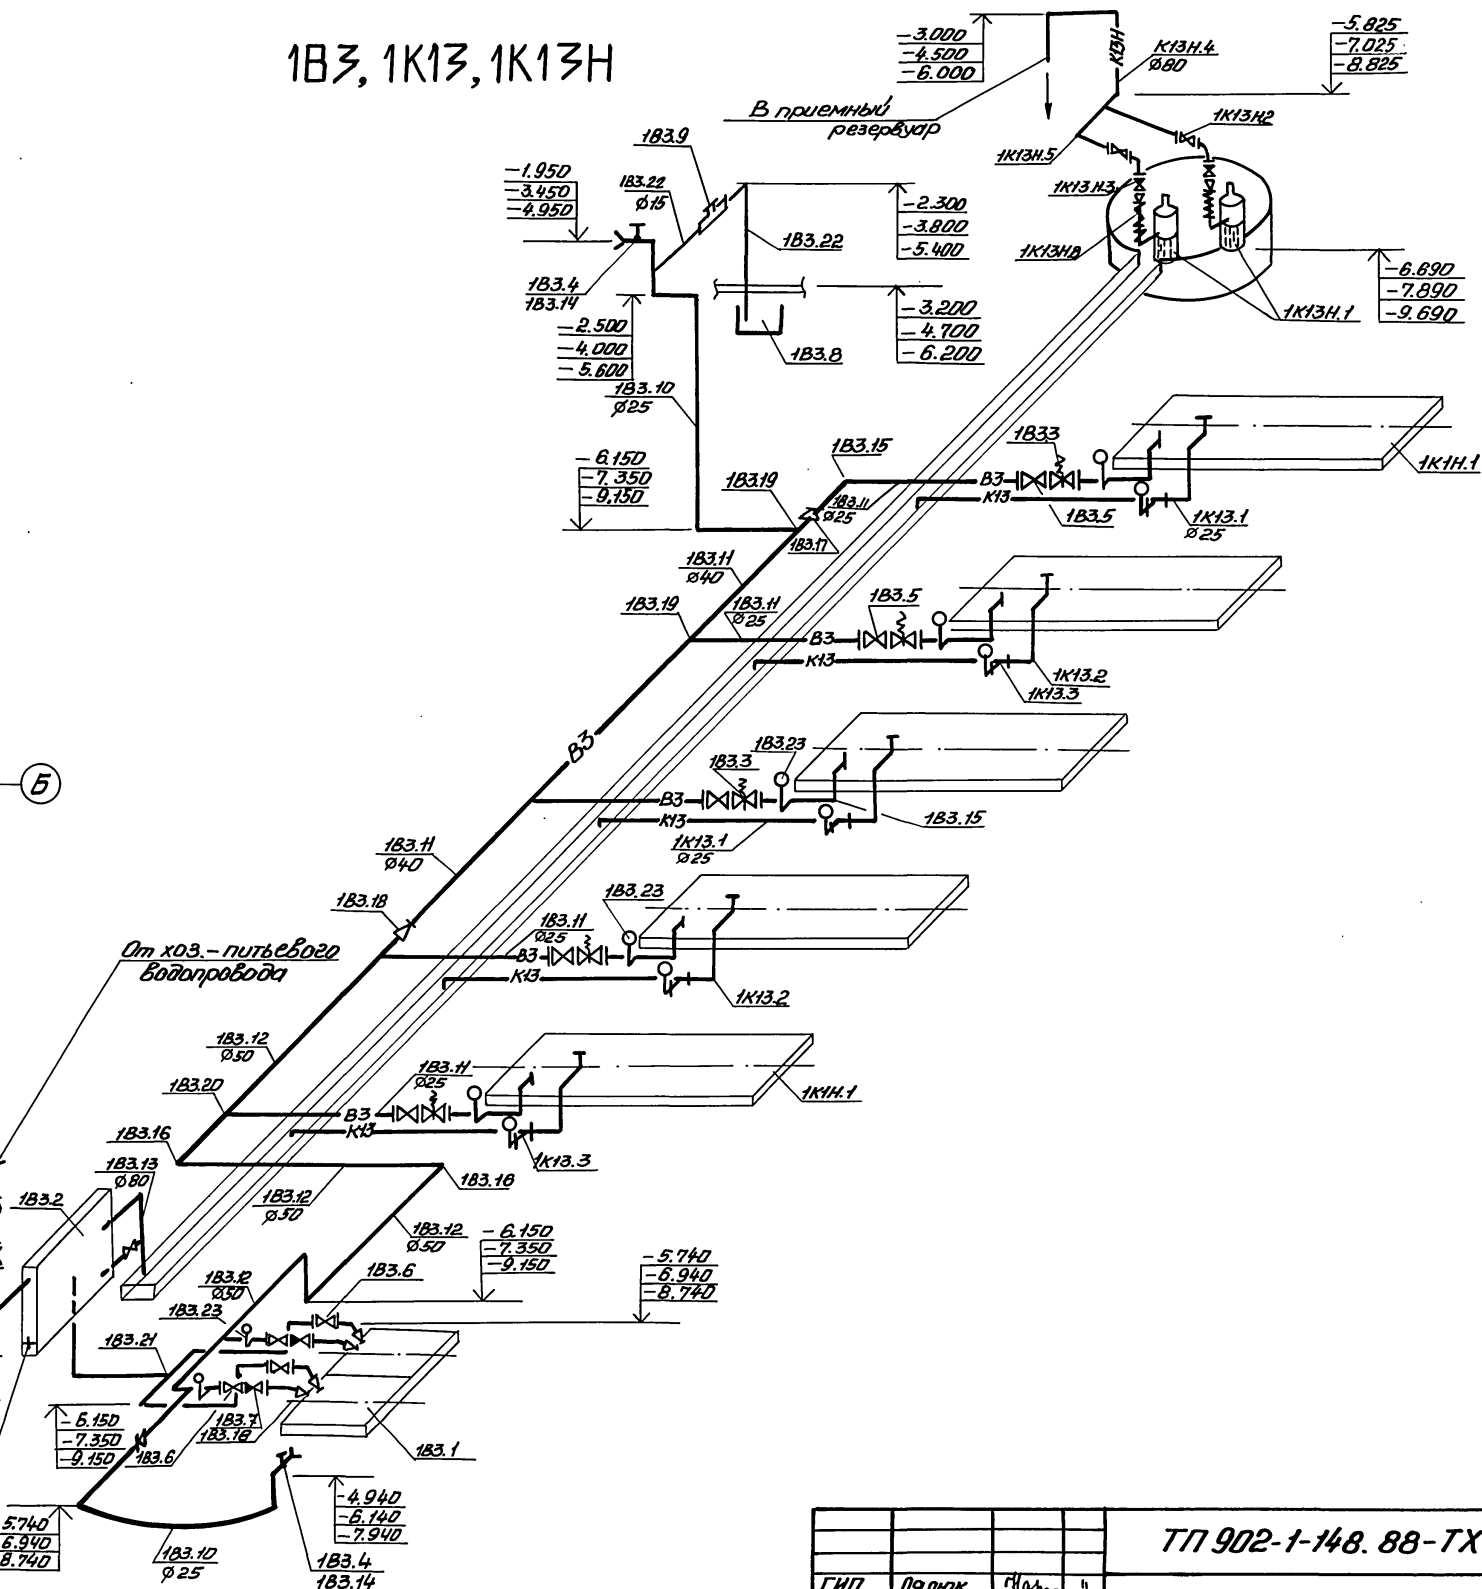 1В3, 1К13, 1К13Н
-3.000
-4.500
-6.000
К13Н
К13Н.4
Ø80
-5.825
-7.025
-8.825
В приемный
резервуар
1К13Н2
1К13Н.5
1К13.Н.3
1К13Н8
1К13Н.1
-6.690
-7.890
-9.690
1В3.9
-1.950
-3.450
-4.950
1В3.22
Ø15
1В3.22
-2.300
-3.800
-5.400
1В3.4
1В3.14
-2.500
-4.000
-5.600
-3.200
-4.700
-6.200
1В3.8
1В3.10
Ø25
-6.150
-7.350
-9.150
1В3.15
1В33
1К1Н.1
1В3.19
В3
К13
1В3.11
Ø25
1В3.5
1К13.1
Ø25
1В3.17
1В3.11
Ø40
1В3.19
1В3.11
Ø25
1В3.5
В3
К13
1К13.2
1К13.3
В3
1В3.3
1В3.23
Б
В3
К13
1В3.15
1К13.1
Ø25
1В3.11
Ø40
1В3.18
1В3.23
1В3.11
Ø25
В3
К13
1К13.2
От хоз.-питьевого
водопровода
1В3.12
Ø50
1В3.20
1В3.11
Ø25
В3
К13
1К1Н.1
1К13.3
1В3.16
1В3.13
Ø80
1В3.2
1В3.12
Ø50
1В3.16
1В3.12
Ø50
-6.150
-7.350
-9.150
-5.740
-6.940
-8.740
1В3.12
Ø50
1В3.6
1В3.23
1В3.21
-6.150
-7.350
-9.150
1В3.6
1В3.7
1В3.18
1В3.1
5.740
6.940
8.740
1В3.10
Ø25
-4.940
-6.140
-7.940
1В3.4
1В3.14
ТП 902-1-148. 88-ТХ
ГИП